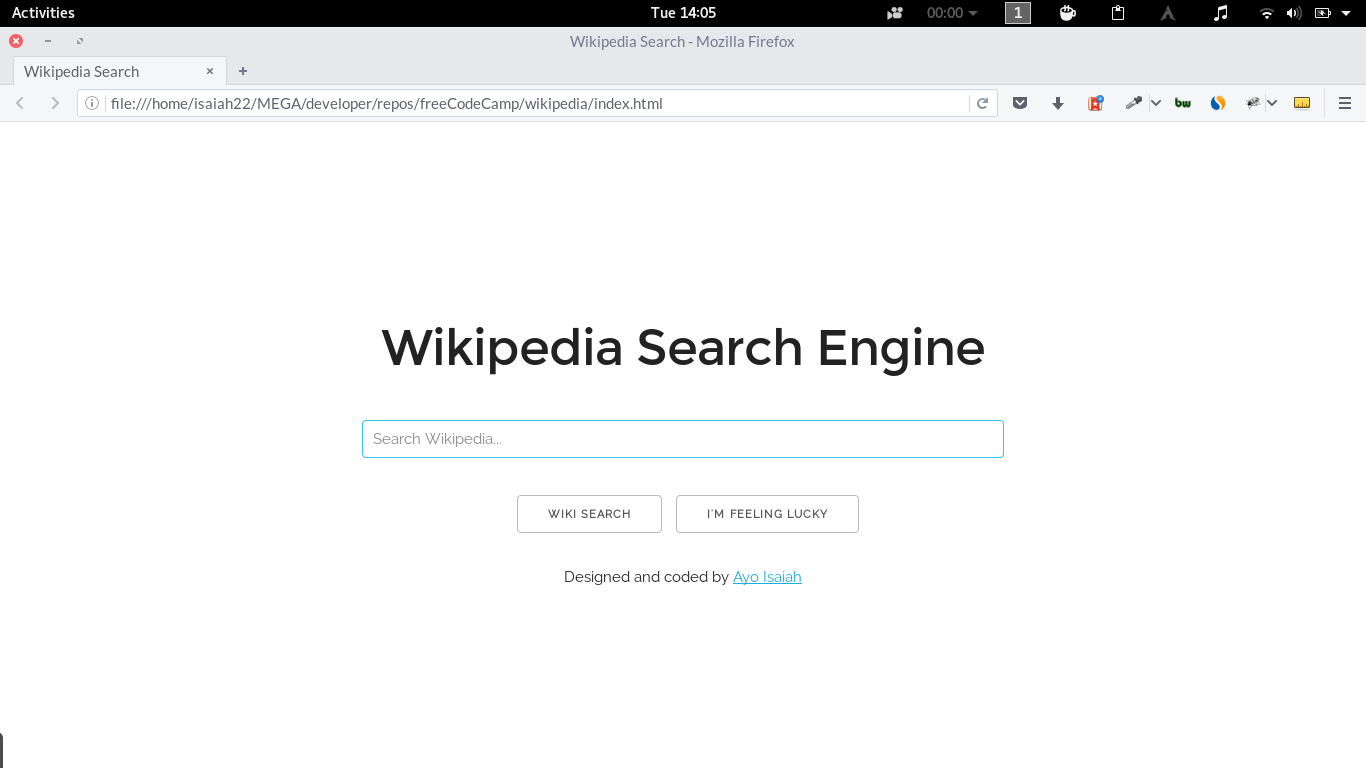 Activities
Tue 14:05
00:00
1
Wikipedia Search - Mozilla Firefox
Wikipedia Search
file:///home/isaiah22/MEGA/developer/repos/freeCodeCamp/wikipedia/index.html
bw
Wikipedia Search Engine
Search Wikipedia...
WIKI SEARCH
I'M FEELING LUCKY
Designed and coded by Ayo Isaiah